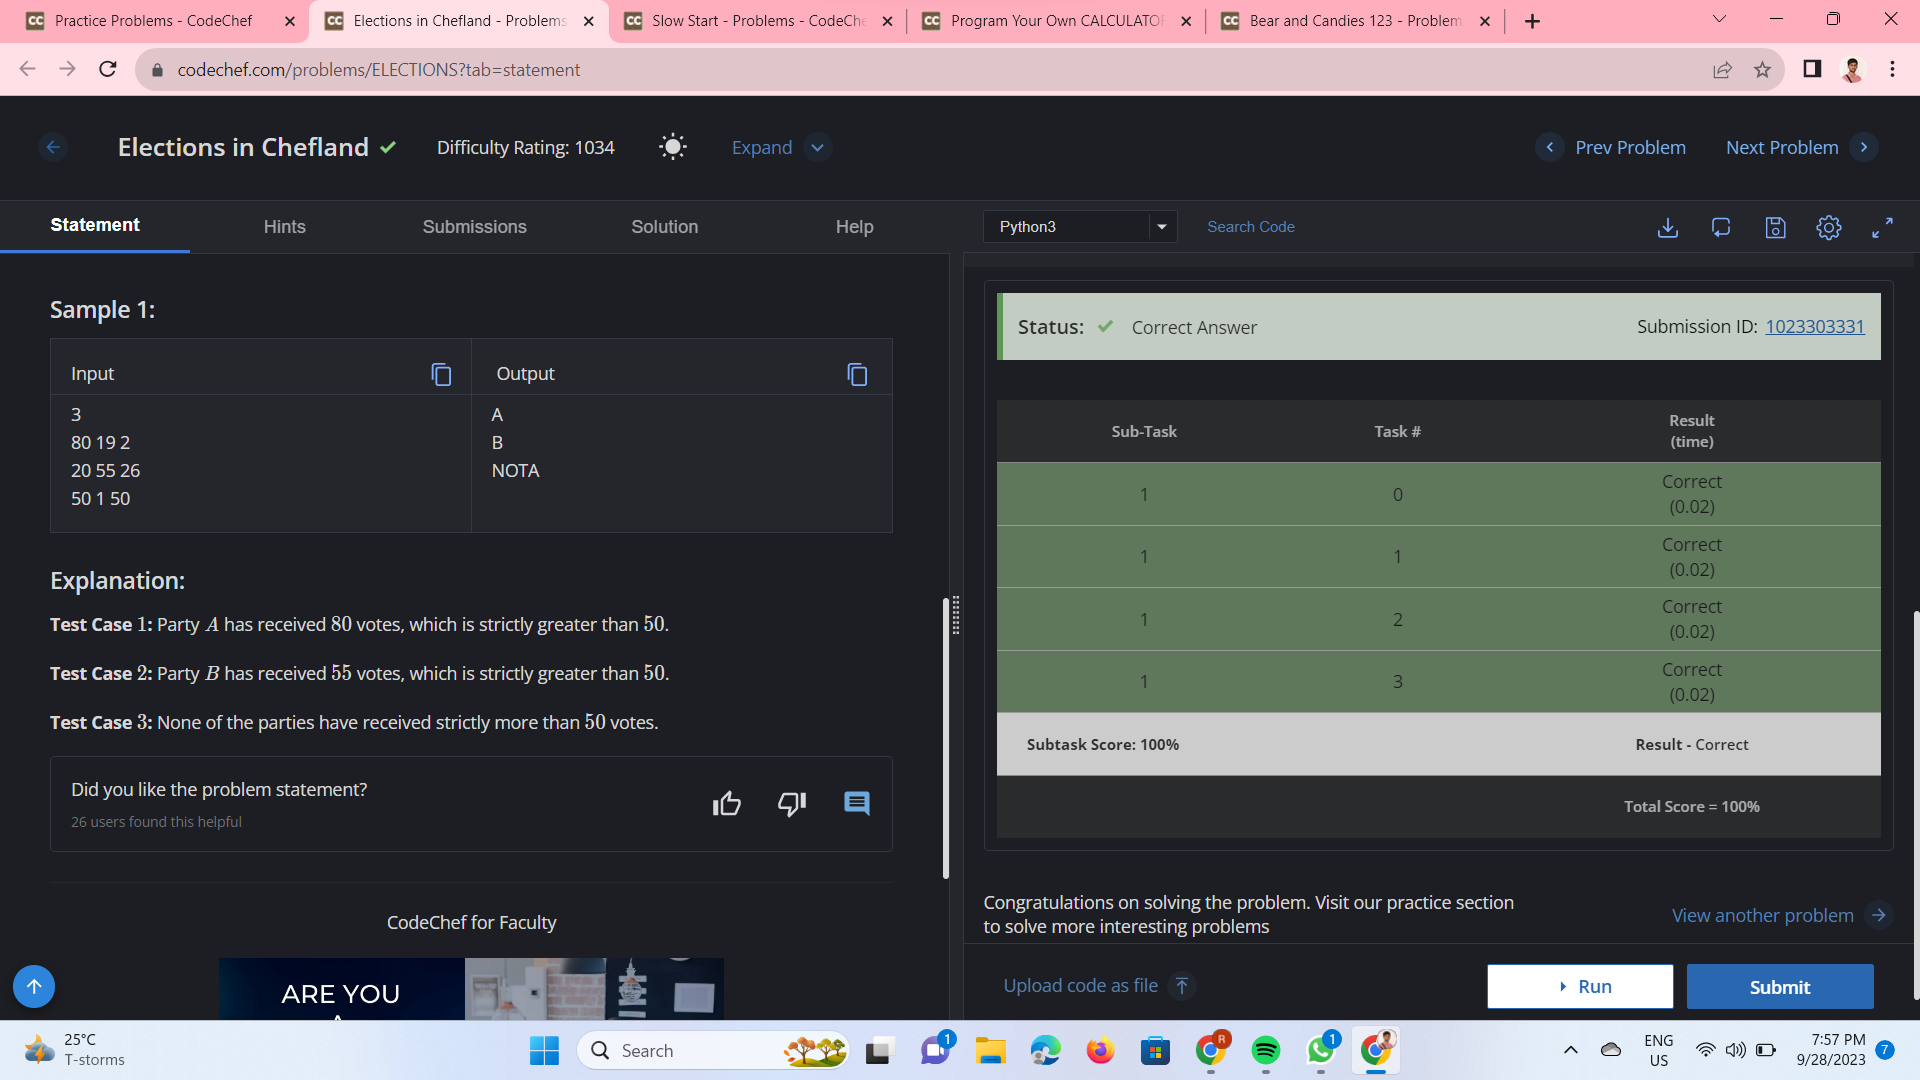 Practice Problems - CodeChef
Elections in Chefland - Problems
Slow Start - Problems - CodeChe
Program Your Own CALCULATOR
Bear and Candies 123 - Problem
codechef.com/problems/ELECTIONS?tab=statement
Elections in Chefland
Difficulty Rating: 1034
Expand
Prev Problem
Next Problem
Statement
Hints
Submissions
Solution
Help
Python3
Search Code
Sample 1:
Input
Output
3
80 19 2
20 55 26
50 1 50
A
B
NOTA
Explanation:
Test Case 1: Party A has received 80 votes, which is strictly greater than 50.
Test Case 2: Party B has received 55 votes, which is strictly greater than 50.
Test Case 3: None of the parties have received strictly more than 50 votes.
Did you like the problem statement?
26 users found this helpful
CodeChef for Faculty
ARE YOU
Status: Correct Answer
Submission ID: 1023303331
Sub-Task
Task #
Result
(time)
1
0
Correct
(0.02)
1
1
Correct
(0.02)
1
2
Correct
(0.02)
1
3
Correct
(0.02)
Subtask Score: 100%
Result - Correct
Total Score = 100%
Congratulations on solving the problem. Visit our practice section
to solve more interesting problems
View another problem
Upload code as file
Run
Submit
25°C
T-storms
Search
1
R
1
ENG
US
7:57 PM
9/28/2023
7